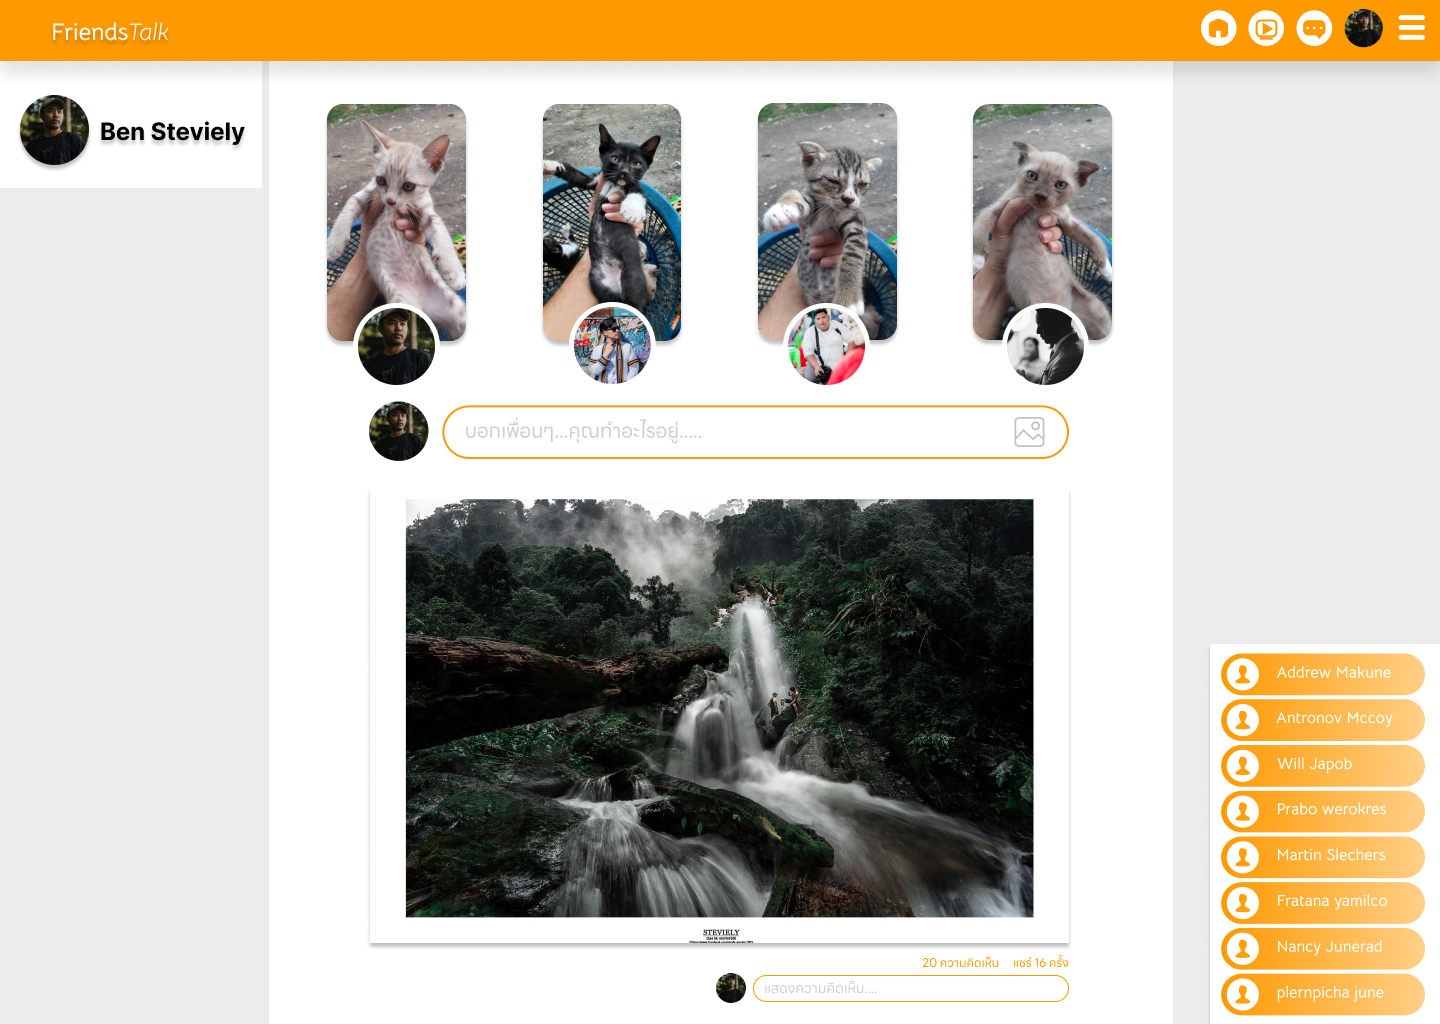 FriendsTalk
Ben Steviely
บอกเพื่อนๆ...คุณทำอะไรอยู่.....
STEVIELY
20 ความคิดเห็น แชร์ 16 ครั้ง
แสดงความคิดเห็น....
Addrew Makune
Antronov Mccoy
Will Japob
Prabo werokres
Martin Slechers
Fratana yamilco
Nancy Junerad
plernpicha june